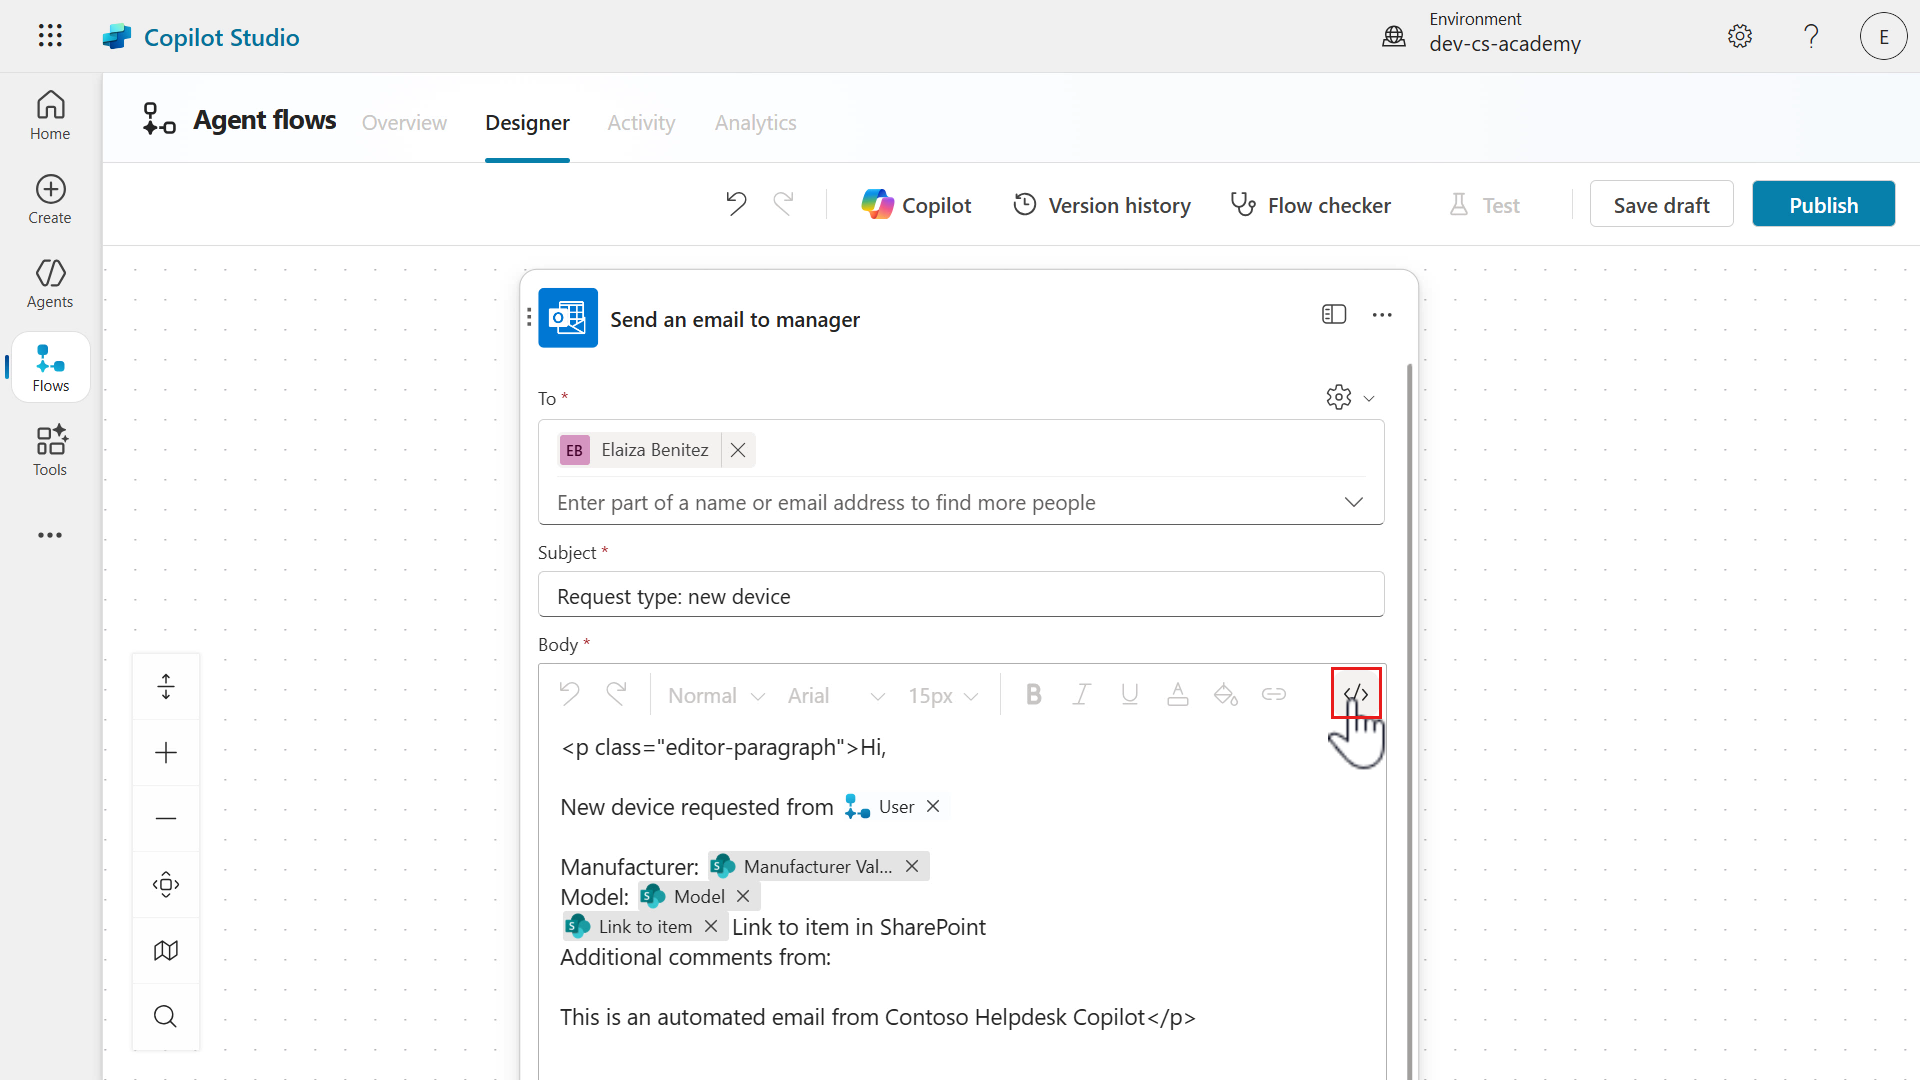 Copilot Studio
Environment
dev-cs-academy
E
Home
Create
Agents
Flows
Tools
Agent flows
Overview
Designer
Activity
Analytics
Copilot
Version history
Flow checker
Test
Save draft
Publish
Send an email to manager
To *
EB Elaiza Benitez
Enter part of a name or email address to find more people
Subject *
Request type: new device
Body *
Normal
Arial
15px
B
I
U
A
</>
<p class="editor-paragraph">Hi,
New device requested from User
Manufacturer: S Manufacturer Val...
Model: S Model
S Link to item Link to item in SharePoint
Additional comments from:
This is an automated email from Contoso Helpdesk Copilot</p>